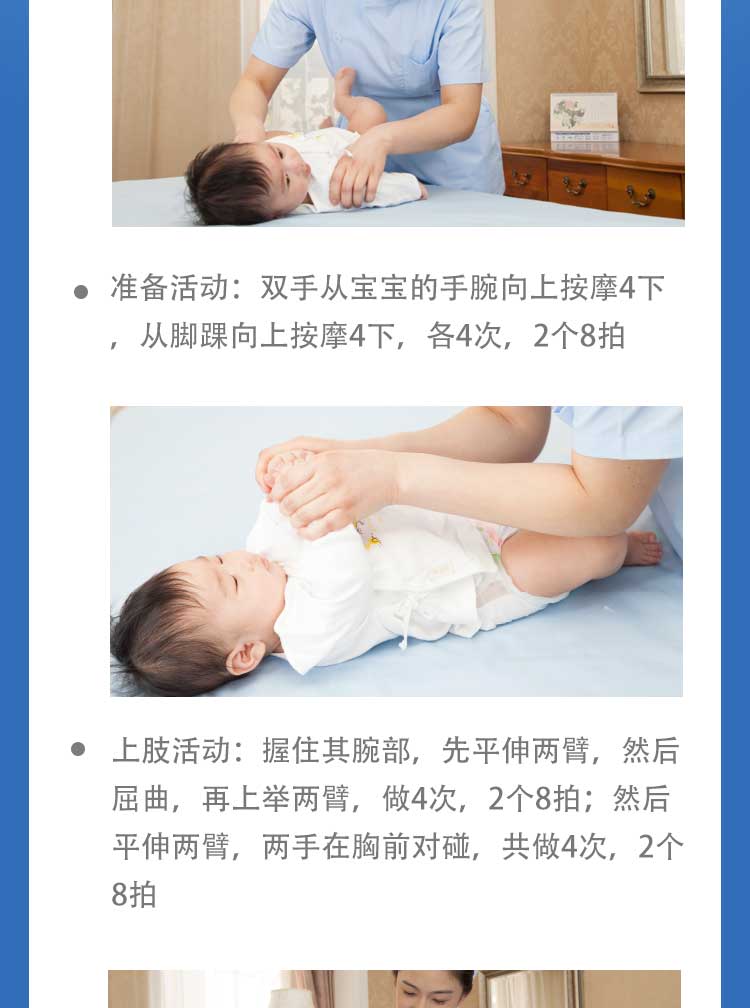 准备活动：双手从宝宝的手腕向上按摩4下
，从脚踝向上按摩4下，各4次，2个8拍
上肢活动：握住其腕部，先平伸两臂，然后
屈曲，再上举两臂，做4次，2个8拍；然后
平伸两臂，两手在胸前对碰，共做4次，2个
8拍